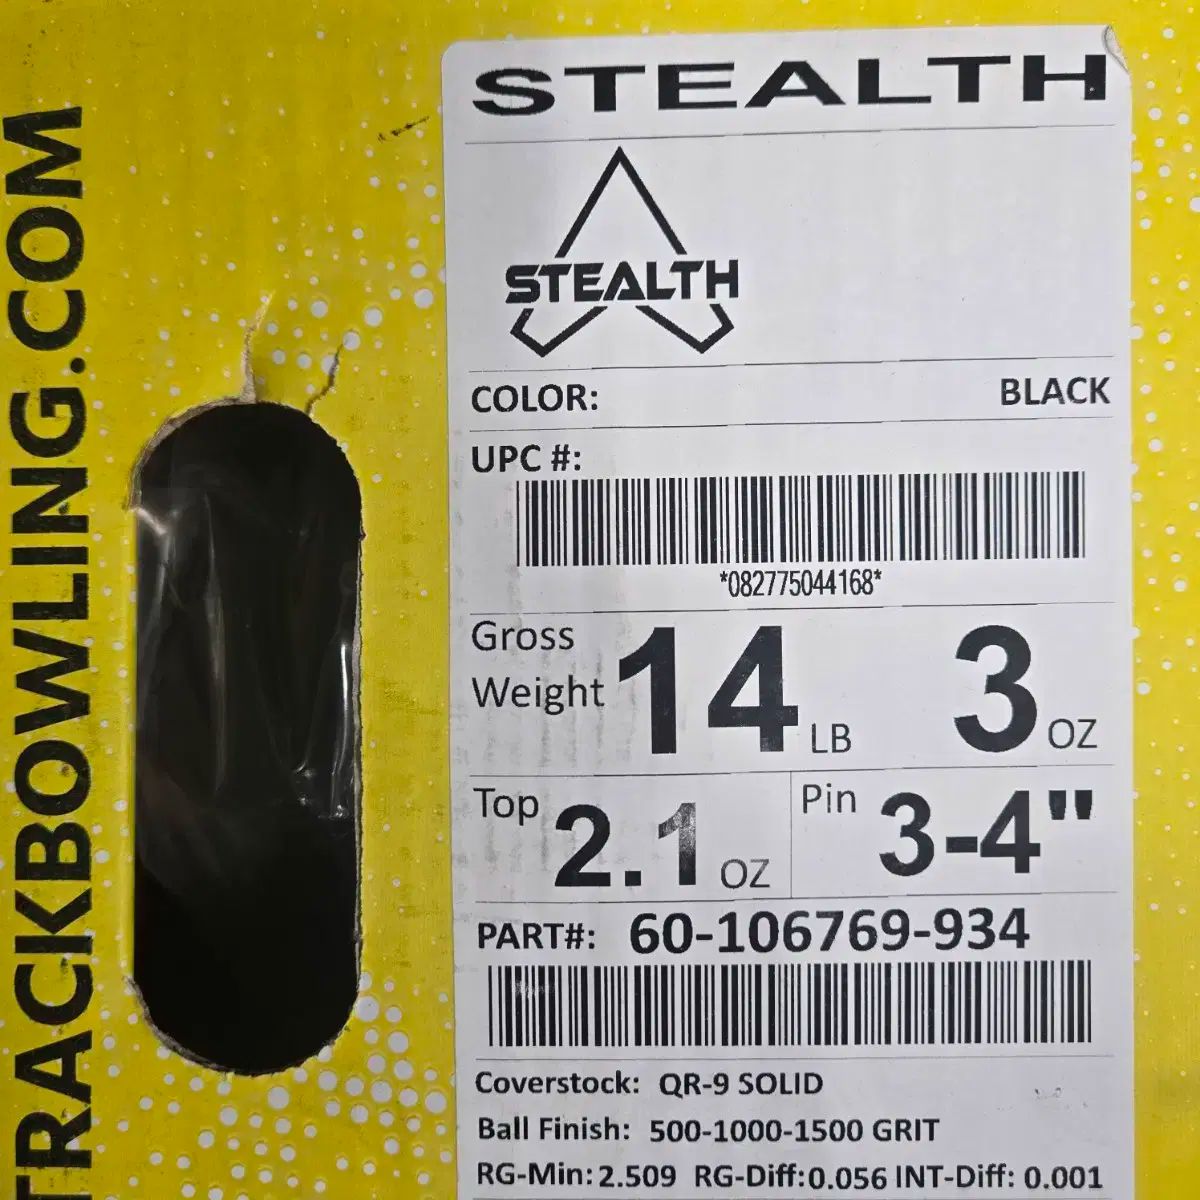 TRACKBOWLING.COM
STEALTH
STEALTH
COLOR: BLACK
UPC #:
*082775044168*
Gross Weight 14 LB 3 OZ
Top 2.1 OZ Pin 3-4"
PART#: 60-106769-934
Coverstock: QR-9 SOLID
Ball Finish: 500-1000-1500 GRIT
RG-Min: 2.509 RG-Diff: 0.056 INT-Diff: 0.001